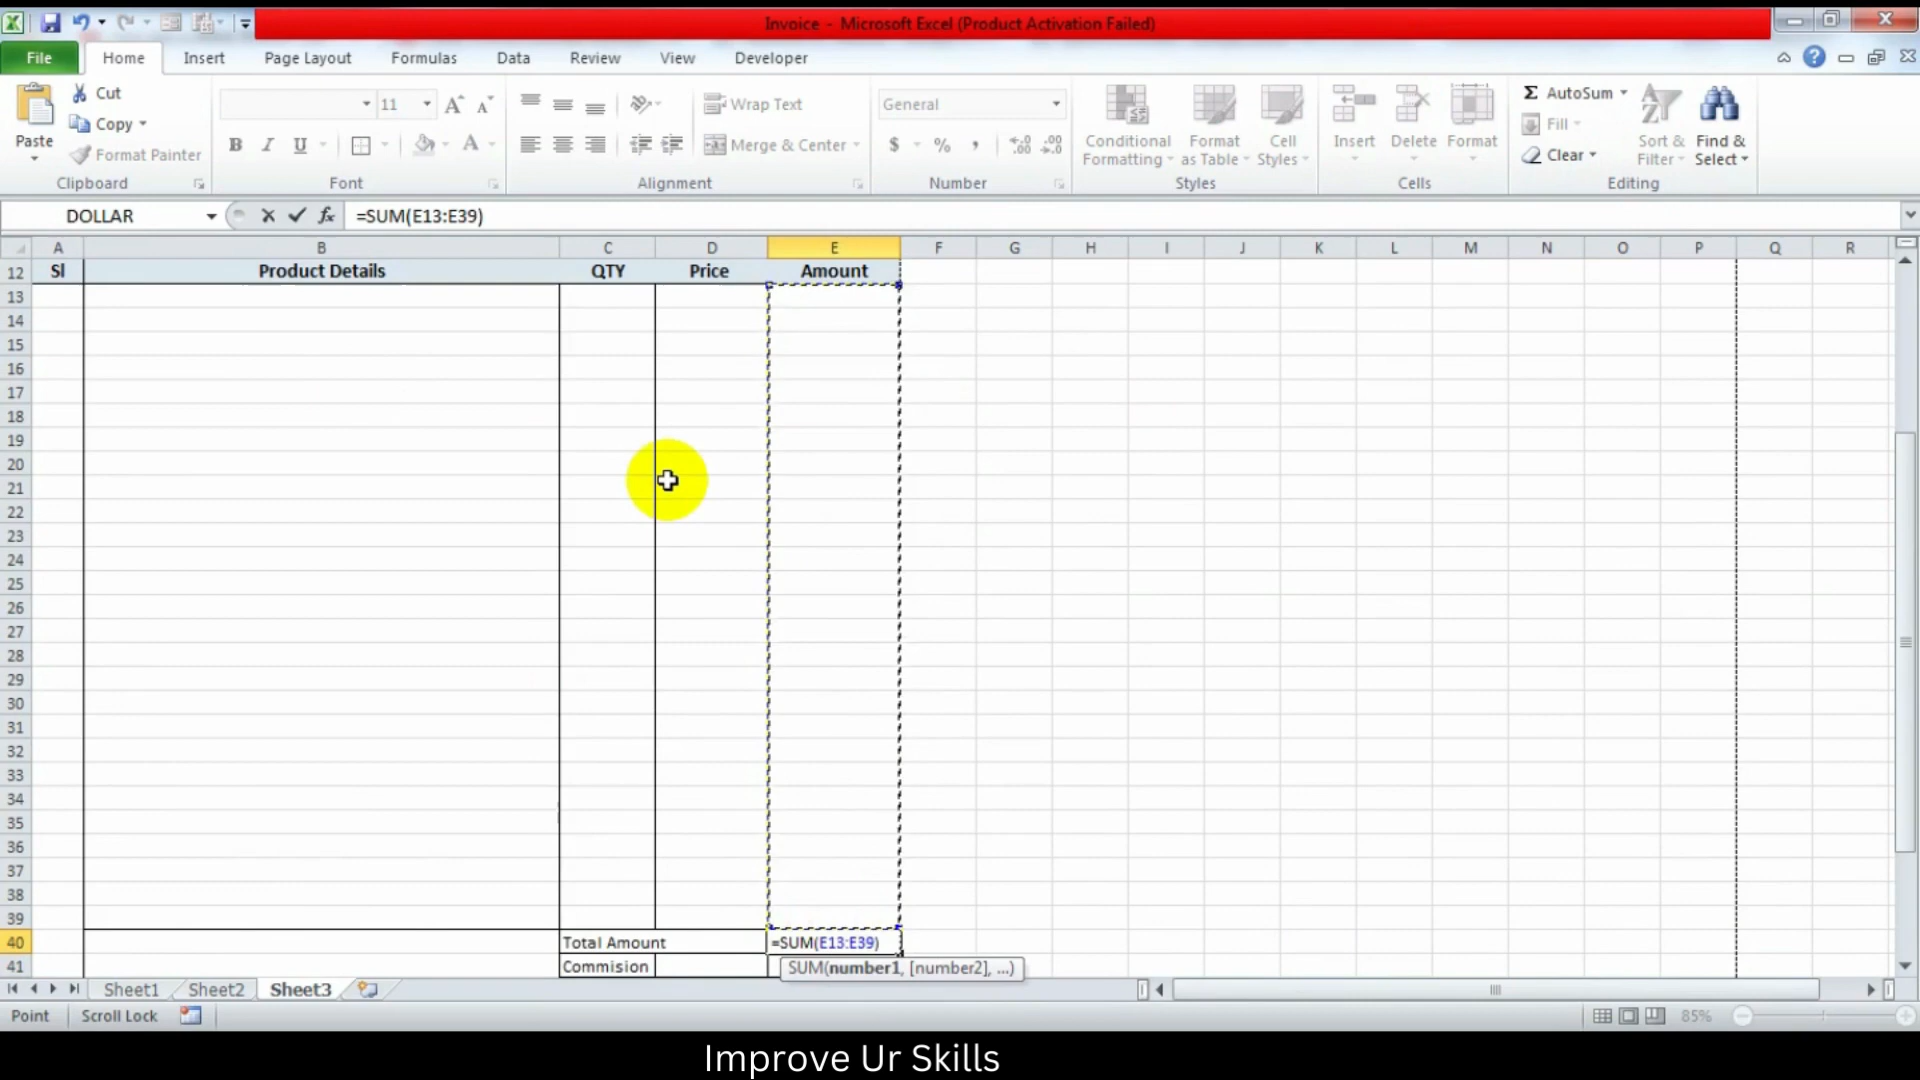 Invoice - Microsoft Excel (Product Activation Failed)
File Home Insert Page Layout Formulas Data Review View Developer
Paste
Cut
Copy
Format Painter
Clipboard
11
B I U
Font
Wrap Text
Merge & Center
Alignment
General
$ % ,
Number
Conditional Formatting
Format as Table
Cell Styles
Styles
Insert
Delete
Format
Cells
Σ AutoSum
Fill
Clear
Sort & Filter
Find & Select
Editing
DOLLAR fx =SUM(E13:E39)
A B C D E F G H I J K L M N O P Q R
12 Sl Product Details QTY Price Amount
13
14
15
16
17
18
19
20
21
22
23
24
25
26
27
28
29
30
31
32
33
34
35
36
37
38
39
40 Total Amount =SUM(E13:E39)
41 Commision
SUM(number1, [number2], ...)
Sheet1 Sheet2 Sheet3
Point Scroll Lock 85%
Improve Ur Skills